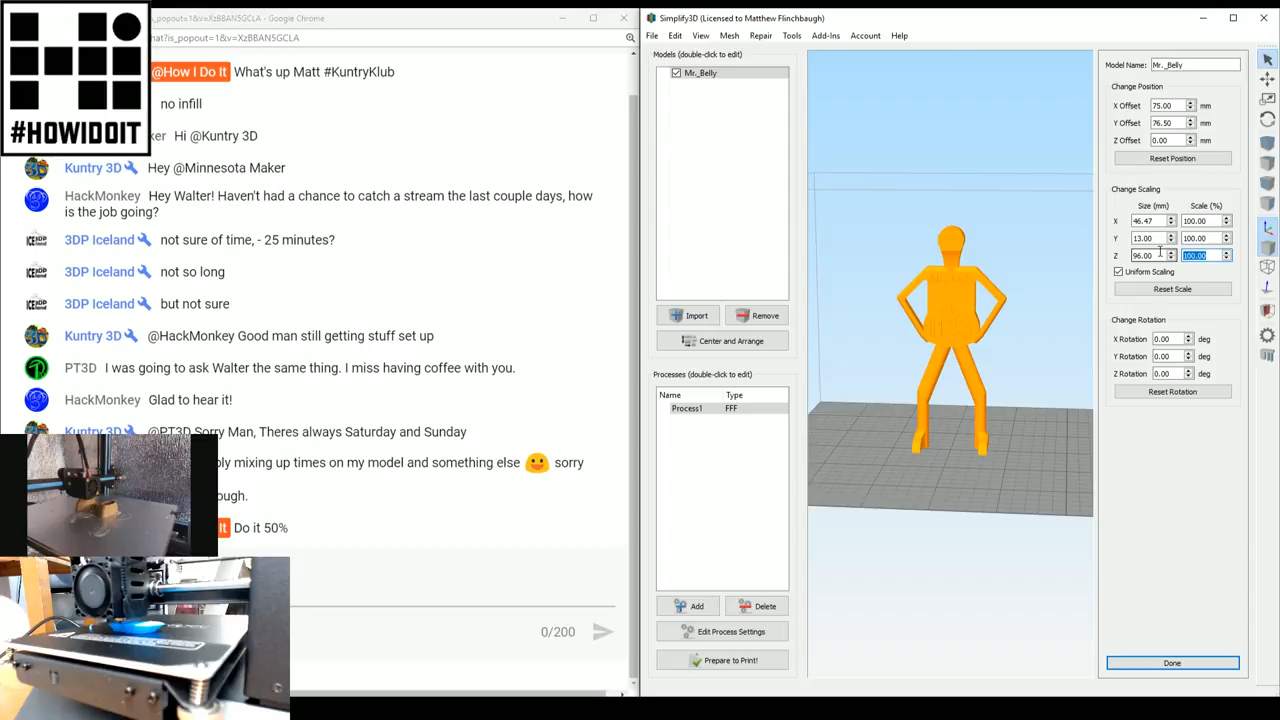 is_popout=1&v=XzBBAN5GCLA - Google Chrome
hat?is_popout=1&v=XzBBAN5GCLA
#HOWIDOIT
@How I Do It What's up Matt #KuntryKlub
no infill
ker Hi @Kuntry 3D
Kuntry 3D Hey @Minnesota Maker
HackMonkey Hey Walter! Haven't had a chance to catch a stream the last couple days, how
is the job going?
3DP Iceland not sure of time, - 25 minutes?
3DP Iceland not so long
3DP Iceland but not sure
Kuntry 3D @HackMonkey Good man still getting stuff set up
PT3D I was going to ask Walter the same thing. I miss having coffee with you.
HackMonkey Glad to hear it!
Kuntry 3D @PT3D Sorry Man, Theres always Saturday and Sunday
ly mixing up times on my model and something else sorry
ough.
It Do it 50%
0/200
Simplify3D (Licensed to Matthew Flinchbaugh)
File Edit View Mesh Repair Tools Add-Ins Account Help
Models (double-click to edit)
Mr._Belly
Import Remove
Center and Arrange
Processes (double-click to edit)
Name Type
Process1 FFF
Add Delete
Edit Process Settings
Prepare to Print!
Model Name: Mr._Belly
Change Position
X Offset 75.00 mm
Y Offset 76.50 mm
Z Offset 0.00 mm
Reset Position
Change Scaling
Size (mm) Scale (%)
X 46.47 100.00
Y 13.00 100.00
Z 96.00 100.00
Uniform Scaling
Reset Scale
Change Rotation
X Rotation 0.00 deg
Y Rotation 0.00 deg
Z Rotation 0.00 deg
Reset Rotation
Done